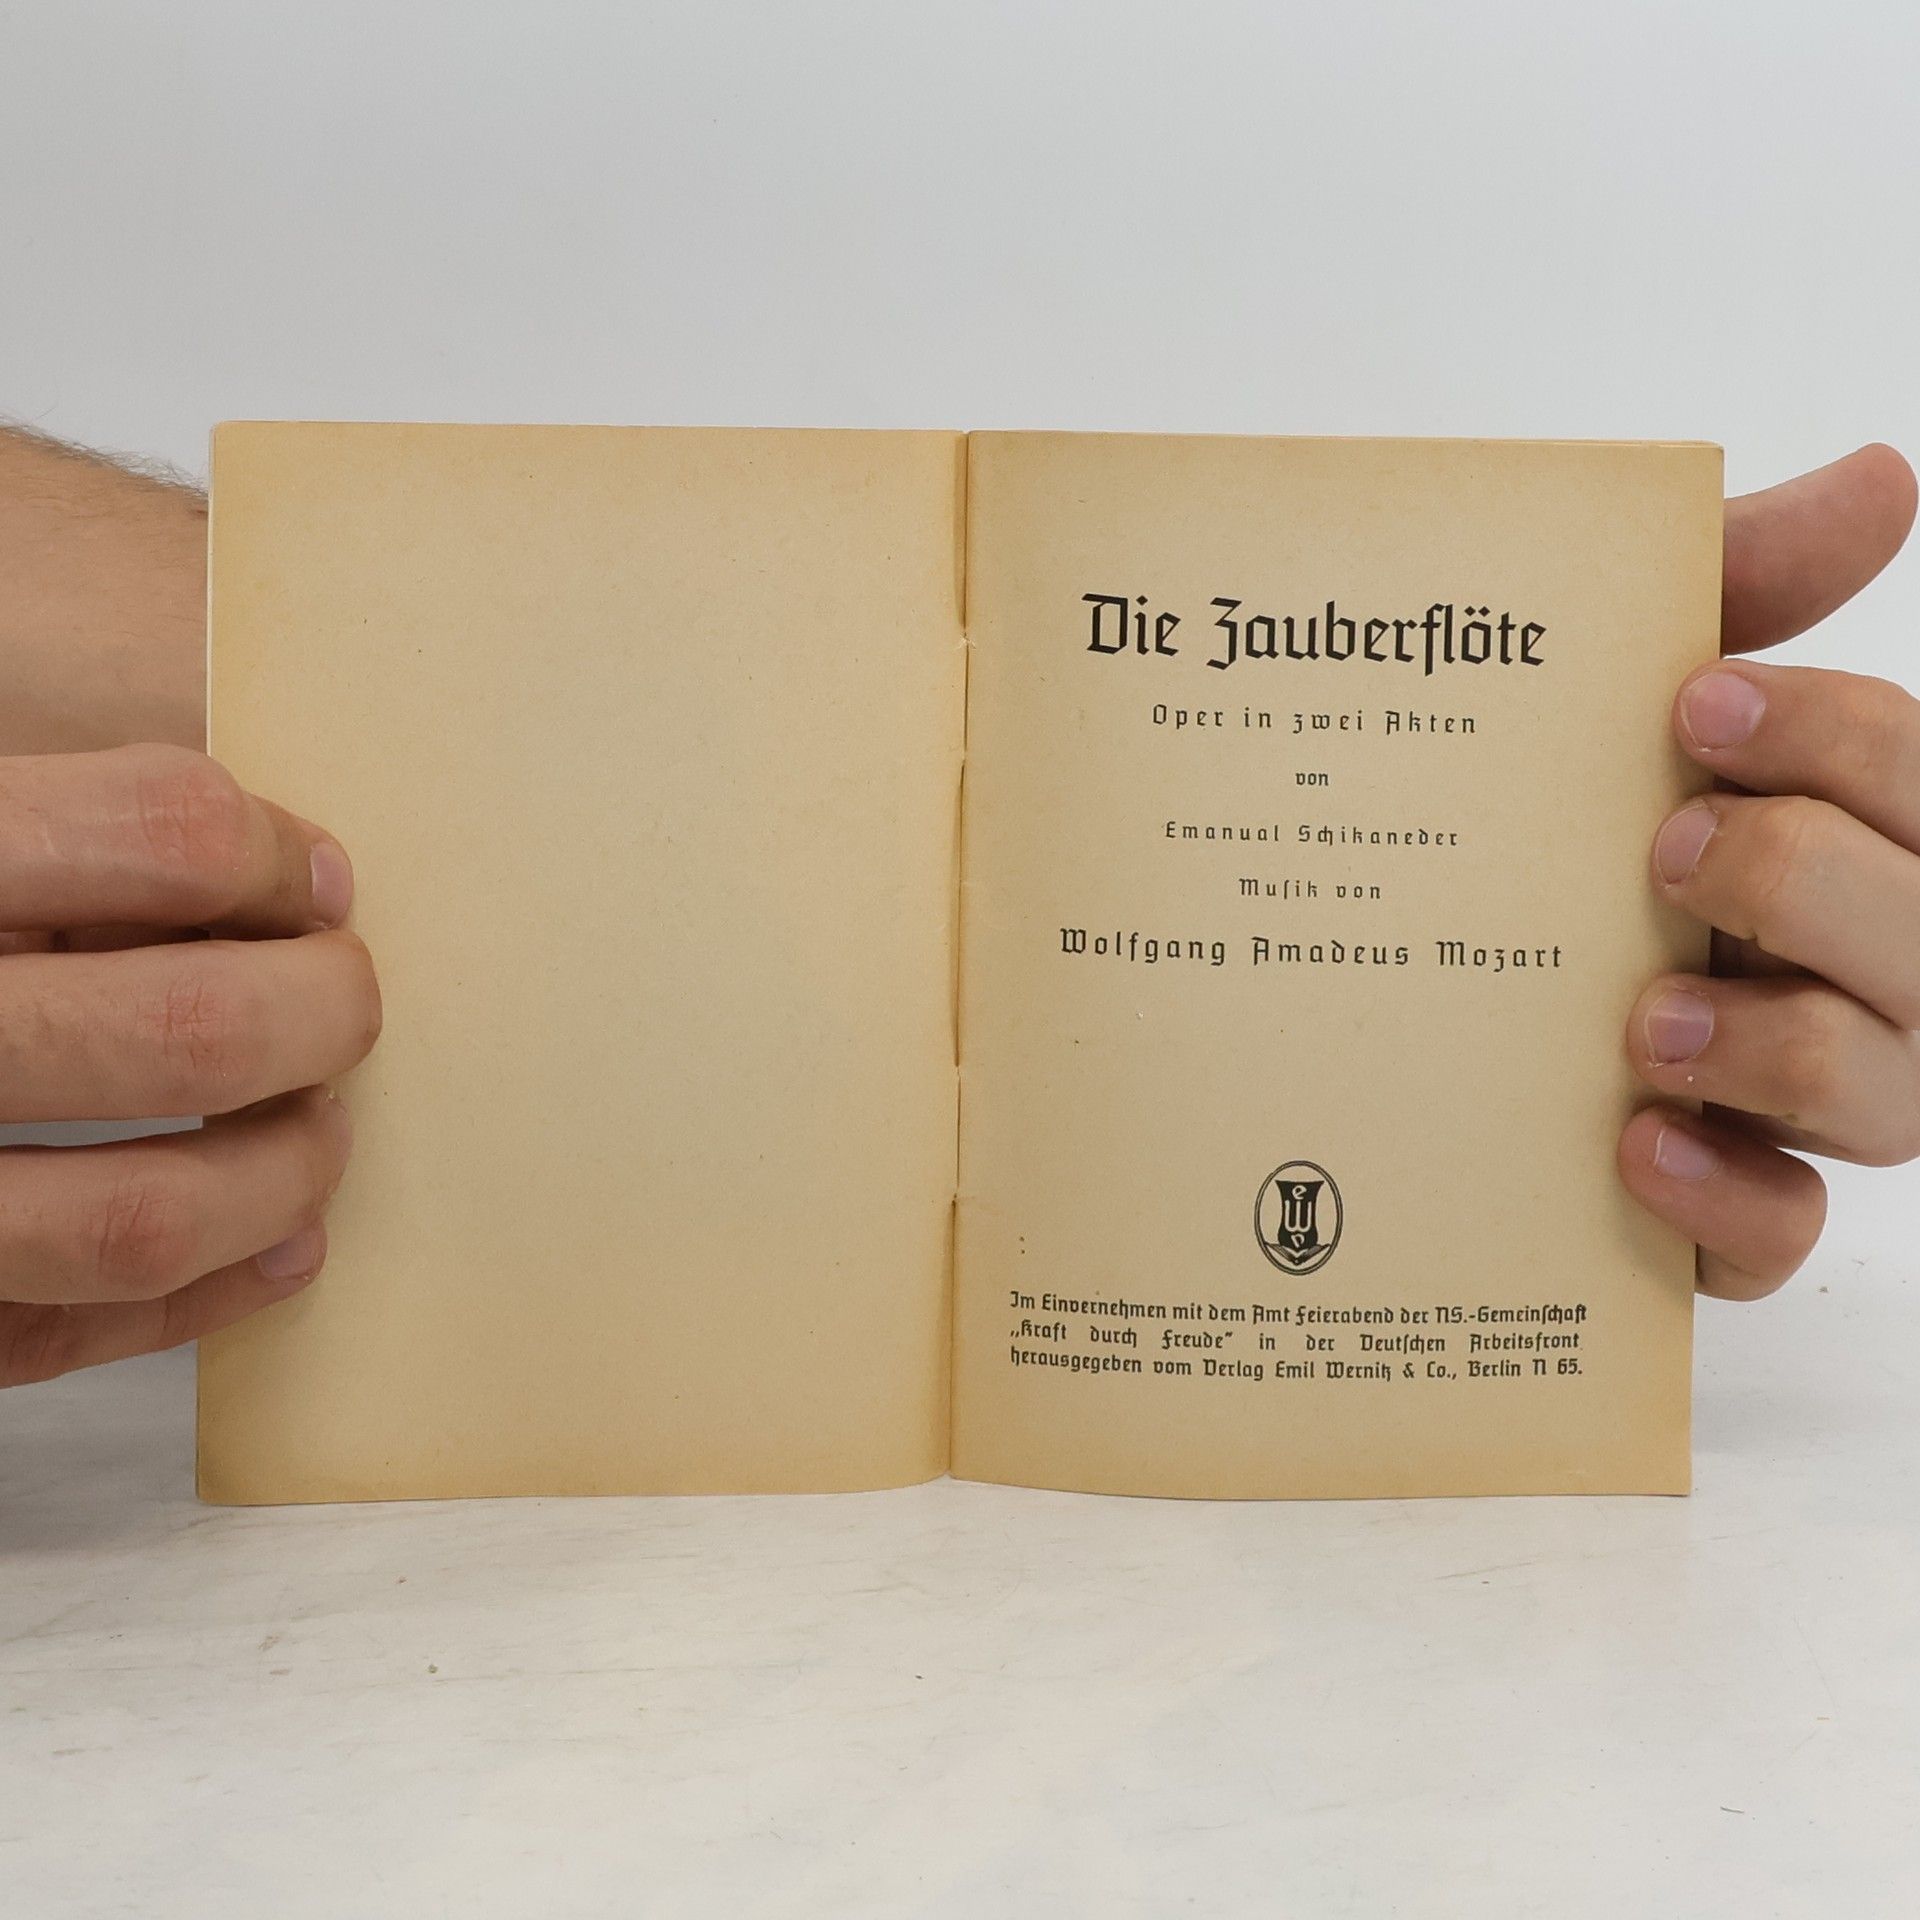 Die Zauberflöte
Oper in zwei Akten
von
Emanual Schikaneder
Muſik von
Wolfgang Amadeus Mozart
e
W
n
Im Einvernehmen mit dem Amt Feierabend der NS.-Gemeinſchaft
„Kraft durch Freude“ in der Deutſchen Arbeitsfront
herausgegeben vom Verlag Emil Wernitz & Co., Berlin N 65.